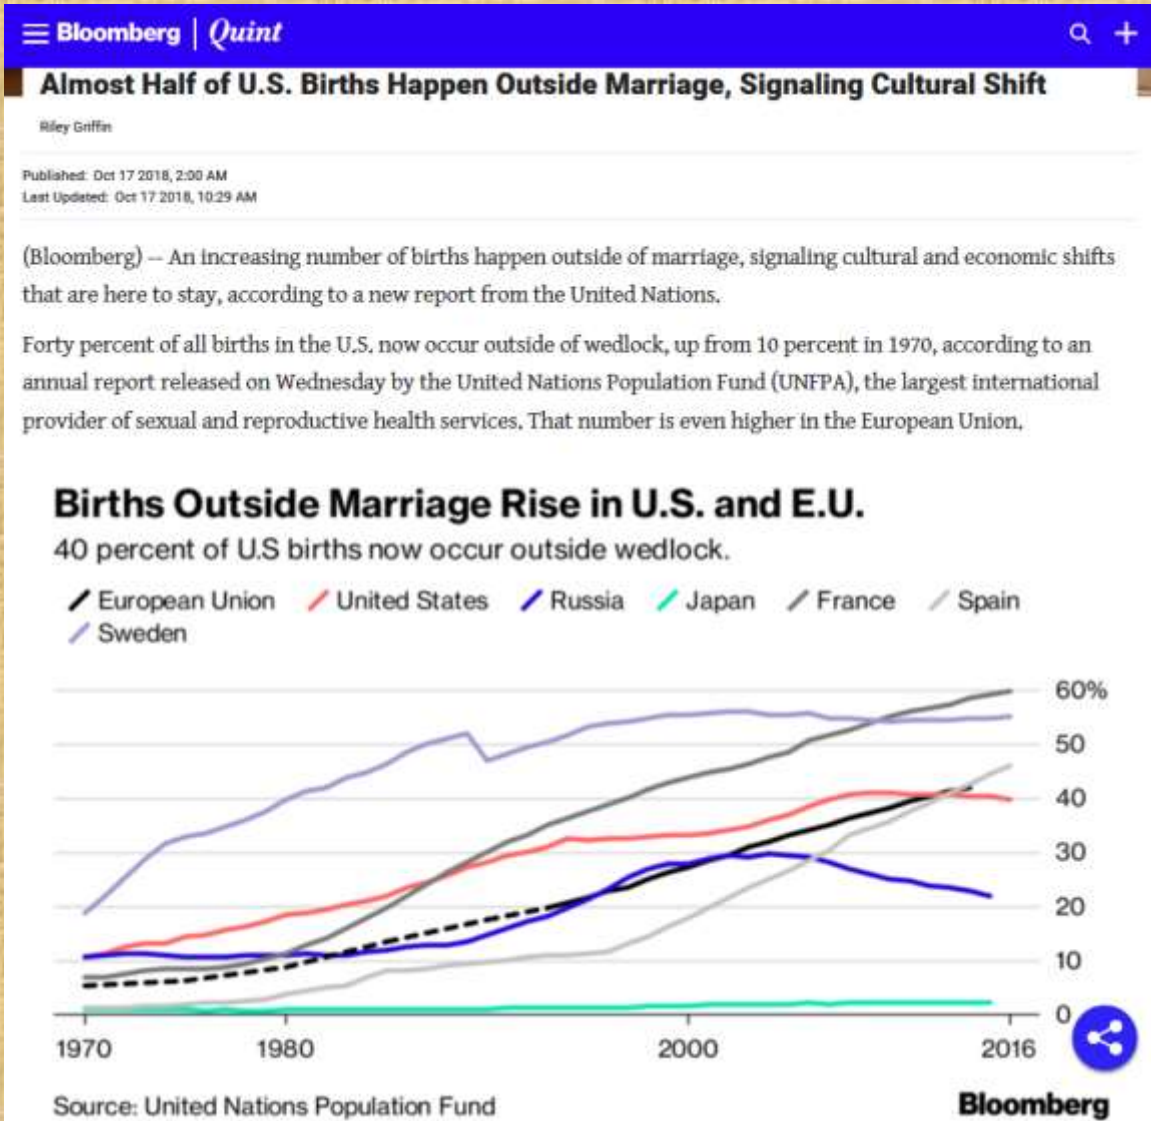 Bloomberg | Quint
Almost Half of U.S. Births Happen Outside Marriage, Signaling Cultural Shift
Riley Griffin
Published: Oct 17 2018, 2:00 AM
Last Updated: Oct 17 2018, 10:29 AM
(Bloomberg) -- An increasing number of births happen outside of marriage, signaling cultural and economic shifts
that are here to stay, according to a new report from the United Nations.
Forty percent of all births in the U.S. now occur outside of wedlock, up from 10 percent in 1970, according to an
annual report released on Wednesday by the United Nations Population Fund (UNFPA), the largest international
provider of sexual and reproductive health services. That number is even higher in the European Union.
Births Outside Marriage Rise in U.S. and E.U.
40 percent of U.S births now occur outside wedlock.
European Union United States Russia Japan France Spain
Sweden
60%
50
40
30
20
10
0
1970 1980 2000 2016
Source: United Nations Population Fund Bloomberg